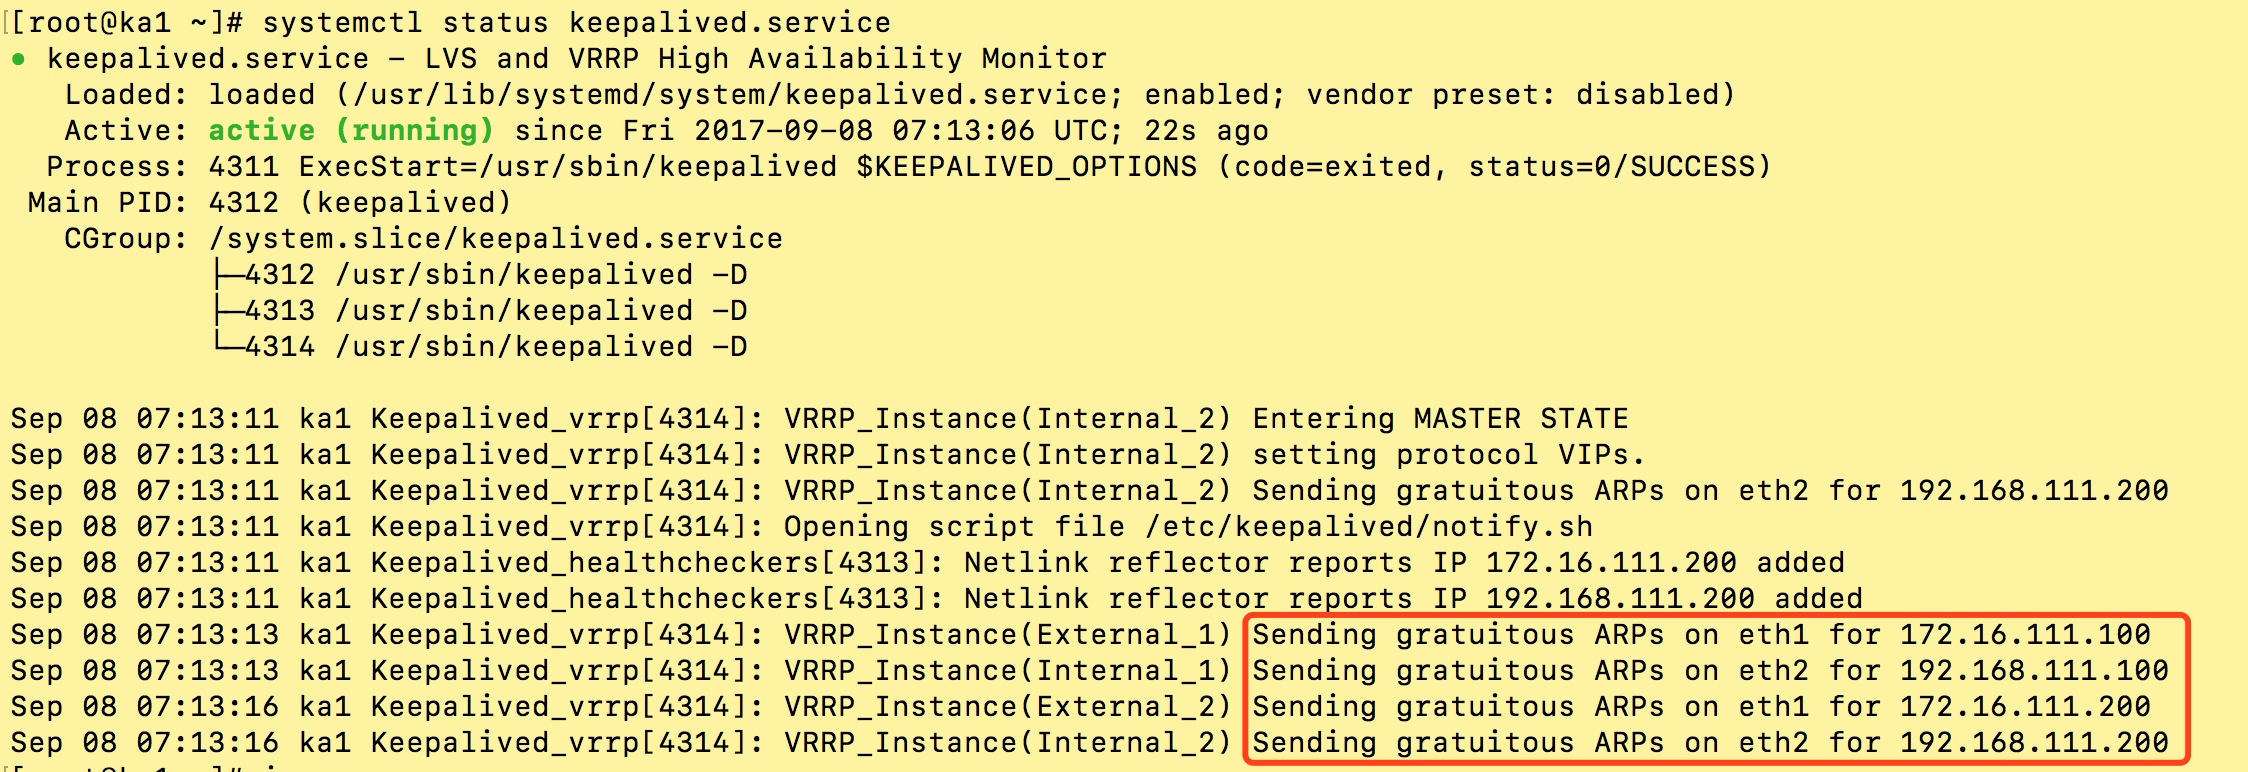 [[root@ka1 ~]# systemctl status keepalived.service
● keepalived.service – LVS and VRRP High Availability Monitor
Loaded: loaded (/usr/lib/systemd/system/keepalived.service; enabled; vendor preset: disabled)
Active: active (running) since Fri 2017-09-08 07:13:06 UTC; 22s ago
Process: 4311 ExecStart=/usr/sbin/keepalived $KEEPALIVED_OPTIONS (code=exited, status=0/SUCCESS)
Main PID: 4312 (keepalived)
CGroup: /system.slice/keepalived.service
├─4312 /usr/sbin/keepalived -D
├─4313 /usr/sbin/keepalived -D
└─4314 /usr/sbin/keepalived -D
Sep 08 07:13:11 ka1 Keepalived_vrrp[4314]: VRRP_Instance(Internal_2) Entering MASTER STATE
Sep 08 07:13:11 ka1 Keepalived_vrrp[4314]: VRRP_Instance(Internal_2) setting protocol VIPs.
Sep 08 07:13:11 ka1 Keepalived_vrrp[4314]: VRRP_Instance(Internal_2) Sending gratuitous ARPs on eth2 for 192.168.111.200
Sep 08 07:13:11 ka1 Keepalived_vrrp[4314]: Opening script file /etc/keepalived/notify.sh
Sep 08 07:13:11 ka1 Keepalived_healthcheckers[4313]: Netlink reflector reports IP 172.16.111.200 added
Sep 08 07:13:11 ka1 Keepalived_healthcheckers[4313]: Netlink reflector reports IP 192.168.111.200 added
Sep 08 07:13:13 ka1 Keepalived_vrrp[4314]: VRRP_Instance(External_1) Sending gratuitous ARPs on eth1 for 172.16.111.100
Sep 08 07:13:13 ka1 Keepalived_vrrp[4314]: VRRP_Instance(Internal_1) Sending gratuitous ARPs on eth2 for 192.168.111.100
Sep 08 07:13:16 ka1 Keepalived_vrrp[4314]: VRRP_Instance(External_2) Sending gratuitous ARPs on eth1 for 172.16.111.200
Sep 08 07:13:16 ka1 Keepalived_vrrp[4314]: VRRP_Instance(Internal_2) Sending gratuitous ARPs on eth2 for 192.168.111.200